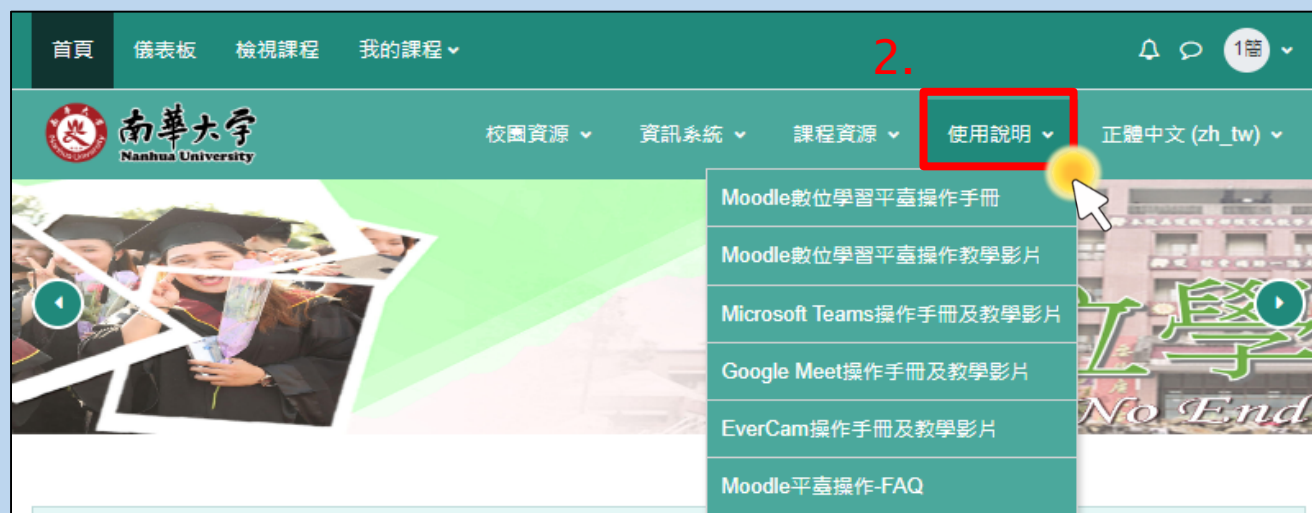 首頁 儀表板 檢視課程 我的課程 1簡
2.
南華大学
Nanhua University
校園資源 資訊系統 課程資源 使用說明 正體中文 (zh_tw)
Moodle數位學習平臺操作手冊
Moodle數位學習平臺操作教學影片
Microsoft Teams操作手冊及教學影片
Google Meet操作手冊及教學影片
EverCam操作手冊及教學影片
Moodle平臺操作-FAQ
學
No End